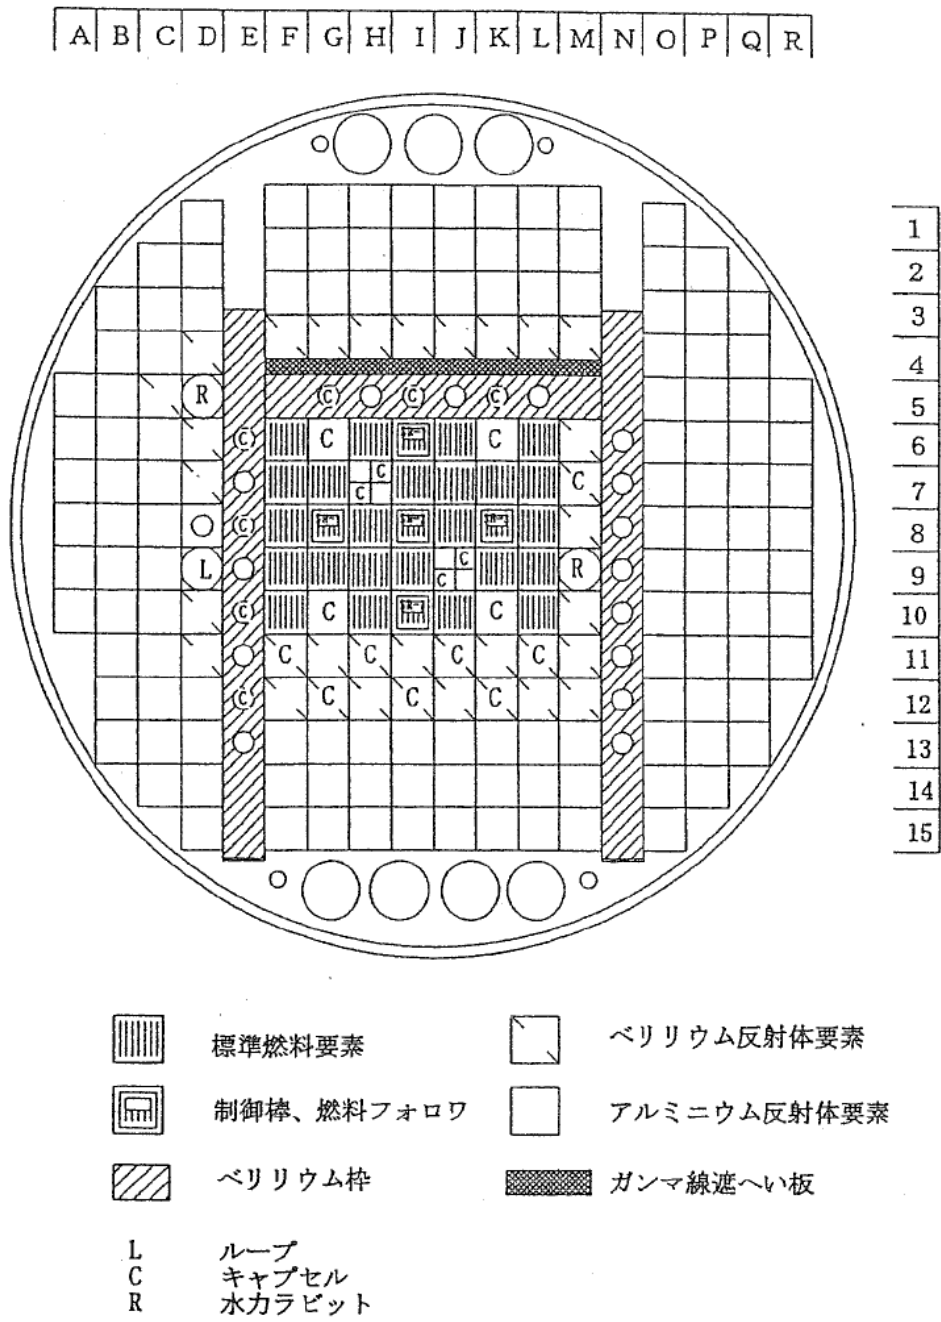 A B C D E F G H I J K L M N O P Q R
1
2
3
4
R C C C 5
C C C 6
C C 7
C 8
L C C R 9
C C C 10
C C C C 11
C C C C 12
13
14
15
標準燃料要素 ベリリウム反射体要素
制御棒、燃料フォロワ アルミニウム反射体要素
ベリリウム枠 ガンマ線遮へい板
L ループ
C キャプセル
R 水力ラビット